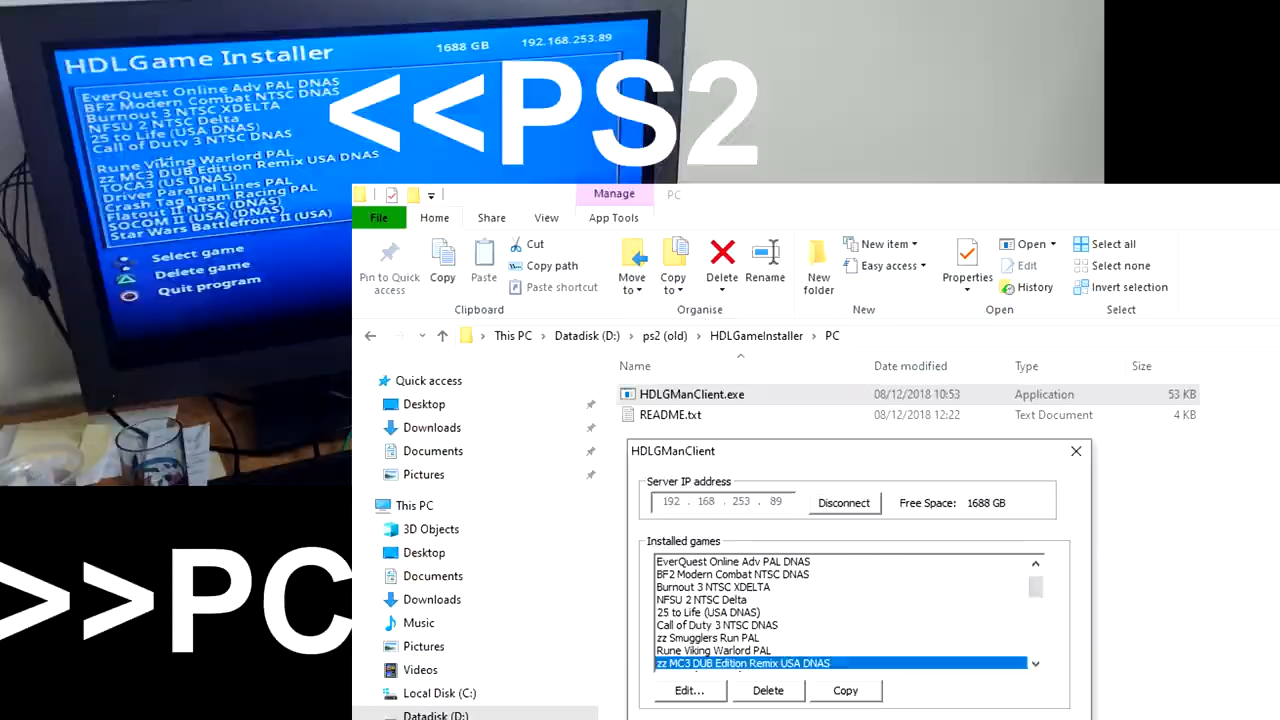 HDLGame Installer
1688 GB
192.168.253.89
EverQuest Online Adv PAL DNAS
BF2 Modern Combat NTSC DNAS
Burnout 3 NTSC XDELTA
NFSU 2 NTSC Delta
25 to Life (USA DNAS)
Call of Duty 3 NTSC DNAS
Rune Viking Warlord PAL
zz MC3 DUB Edition Remix USA DNAS
TOCA3 (US DNAS)
Driver Parallel Lines PAL
Crash Tag Team Racing PAL
Flatout II NTSC (DNAS)
SOCOM II (USA) (DNAS)
Star Wars Battlefront II (USA)
Select game
Delete game
Quit program
<<PS2
>>PC
Manage
PC
File
Home
Share
View
App Tools
Pin to Quick access
Copy
Paste
Cut
Copy path
Paste shortcut
Clipboard
Move to
Copy to
Delete
Rename
Organise
New folder
New item
Easy access
New
Properties
Open
Edit
History
Open
Select all
Select none
Invert selection
Select
This PC
Datadisk (D:)
ps2 (old)
HDLGameInstaller
PC
Name
Date modified
Type
Size
HDLGManClient.exe
08/12/2018 10:53
Application
53 KB
README.txt
08/12/2018 12:22
Text Document
4 KB
Quick access
Desktop
Downloads
Documents
Pictures
This PC
3D Objects
Desktop
Documents
Downloads
Music
Pictures
Videos
Local Disk (C:)
Datadisk (D:)
HDLGManClient
Server IP address
192 . 168 . 253 . 89
Disconnect
Free Space: 1688 GB
Installed games
EverQuest Online Adv PAL DNAS
BF2 Modern Combat NTSC DNAS
Burnout 3 NTSC XDELTA
NFSU 2 NTSC Delta
25 to Life (USA DNAS)
Call of Duty 3 NTSC DNAS
zz Smugglers Run PAL
Rune Viking Warlord PAL
zz MC3 DUB Edition Remix USA DNAS
Edit...
Delete
Copy